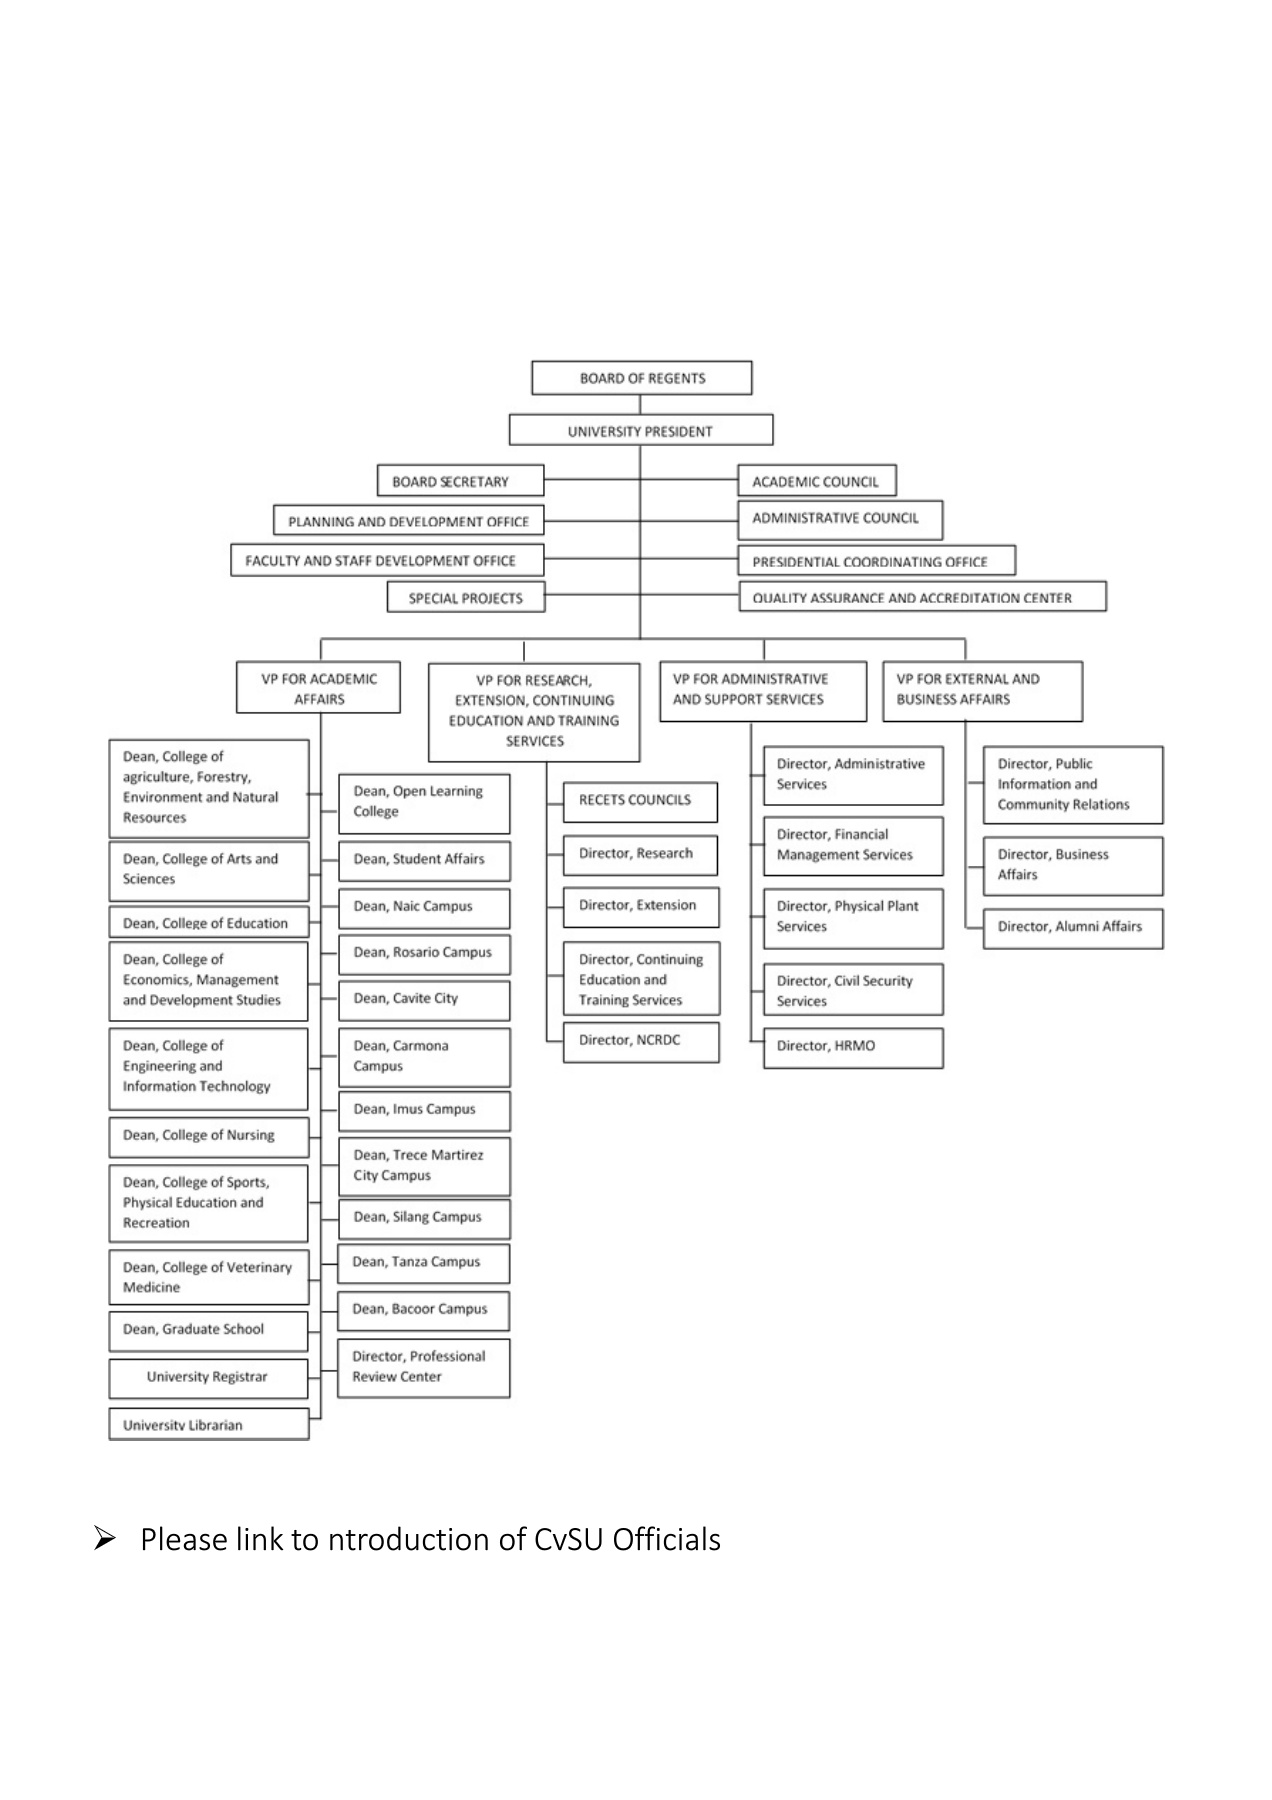 BOARD OF REGENTS
UNIVERSITY PRESIDENT
BOARD SECRETARY
ACADEMIC COUNCIL
PLANNING AND DEVELOPMENT OFFICE
ADMINISTRATIVE COUNCIL
FACULTY AND STAFF DEVELOPMENT OFFICE
PRESIDENTIAL COORDINATING OFFICE
SPECIAL PROJECTS
QUALITY ASSURANCE AND ACCREDITATION CENTER
VP FOR ACADEMIC
AFFAIRS
VP FOR RESEARCH,
EXTENSION, CONTINUING
EDUCATION AND TRAINING
SERVICES
VP FOR ADMINISTRATIVE
AND SUPPORT SERVICES
VP FOR EXTERNAL AND
BUSINESS AFFAIRS
Dean, College of
agriculture, Forestry,
Environment and Natural
Resources
Dean, College of Arts and
Sciences
Dean, College of Education
Dean, College of
Economics, Management
and Development Studies
Dean, College of
Engineering and
Information Technology
Dean, College of Nursing
Dean, College of Sports,
Physical Education and
Recreation
Dean, College of Veterinary
Medicine
Dean, Graduate School
University Registrar
University Librarian
Dean, Open Learning
College
Dean, Student Affairs
Dean, Naic Campus
Dean, Rosario Campus
Dean, Cavite City
Dean, Carmona
Campus
Dean, Imus Campus
Dean, Trece Martirez
City Campus
Dean, Silang Campus
Dean, Tanza Campus
Dean, Bacoor Campus
Director, Professional
Review Center
RECETS COUNCILS
Director, Research
Director, Extension
Director, Continuing
Education and
Training Services
Director, NCRDC
Director, Administrative
Services
Director, Financial
Management Services
Director, Physical Plant
Services
Director, Civil Security
Services
Director, HRMO
Director, Public
Information and
Community Relations
Director, Business
Affairs
Director, Alumni Affairs
➢ Please link to ntroduction of CvSU Officials